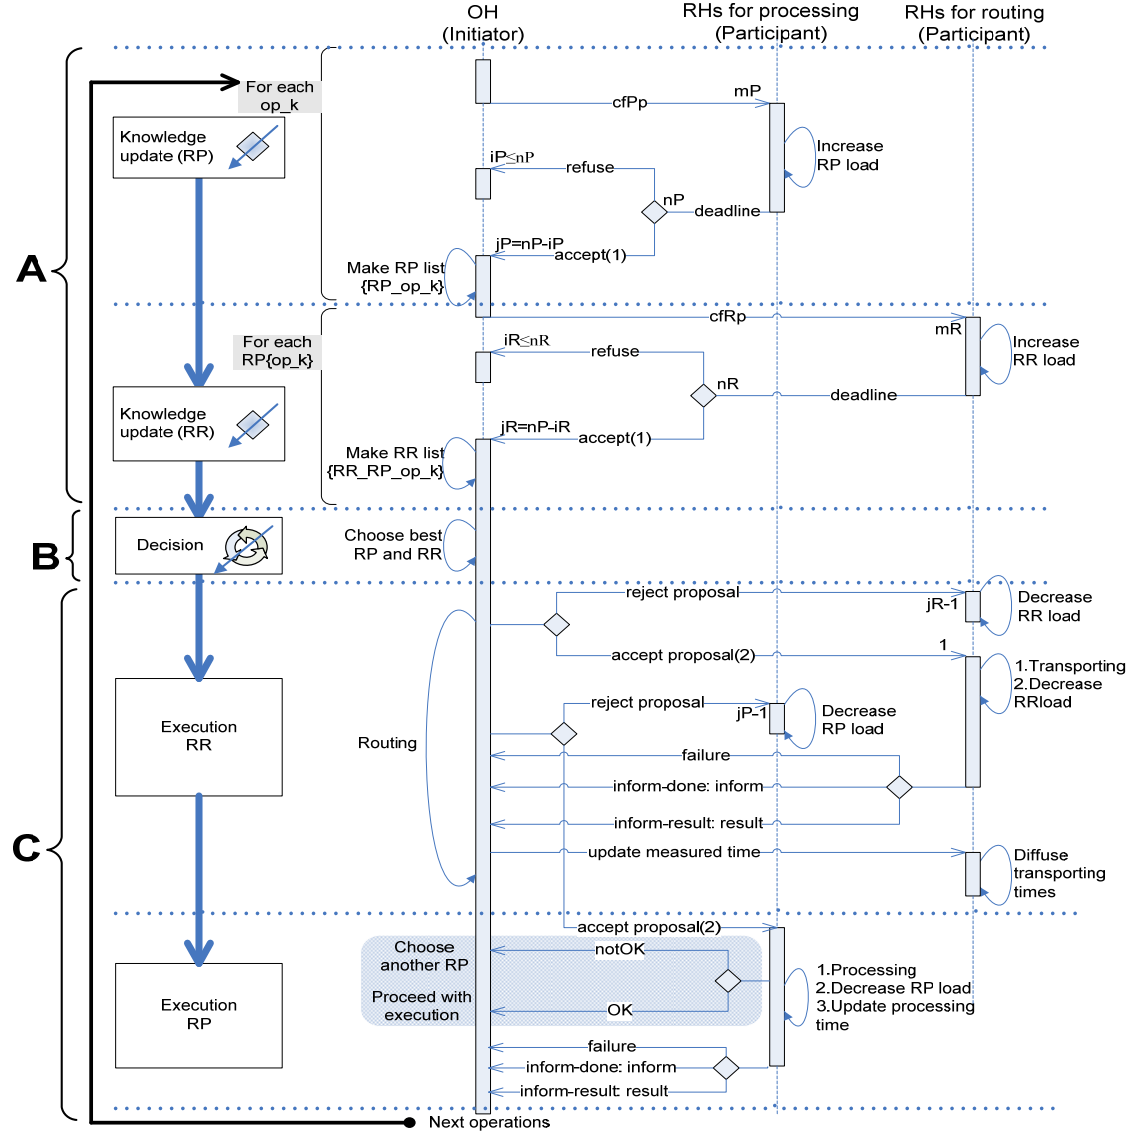 OH
(Initiator)
RHs for processing
(Participant)
RHs for routing
(Participant)
For each
op_k
cfPp
mP
Knowledge
update (RP)
Increase
RP load
iP≤nP
refuse
nP
deadline
jP=nP-iP
accept(1)
A
Make RP list
{RP_op_k}
cfRp
mR
For each
RP{op_k}
iR≤nR
refuse
Increase
RR load
nR
deadline
Knowledge
update (RR)
jR=nP-iR
accept(1)
Make RR list
{RR_RP_op_k}
B
Decision
Choose best
RP and RR
reject proposal
jR-1
Decrease
RR load
accept proposal(2)
1
1.Transporting
2.Decrease
RRload
reject proposal
jP-1
Decrease
RP load
Execution
RR
Routing
failure
inform-done: inform
inform-result: result
C
update measured time
Diffuse
transporting
times
accept proposal(2)
Choose
another RP
notOK
Proceed with
execution
OK
1.Processing
2.Decrease RP load
3.Update processing
time
Execution
RP
failure
inform-done: inform
inform-result: result
Next operations